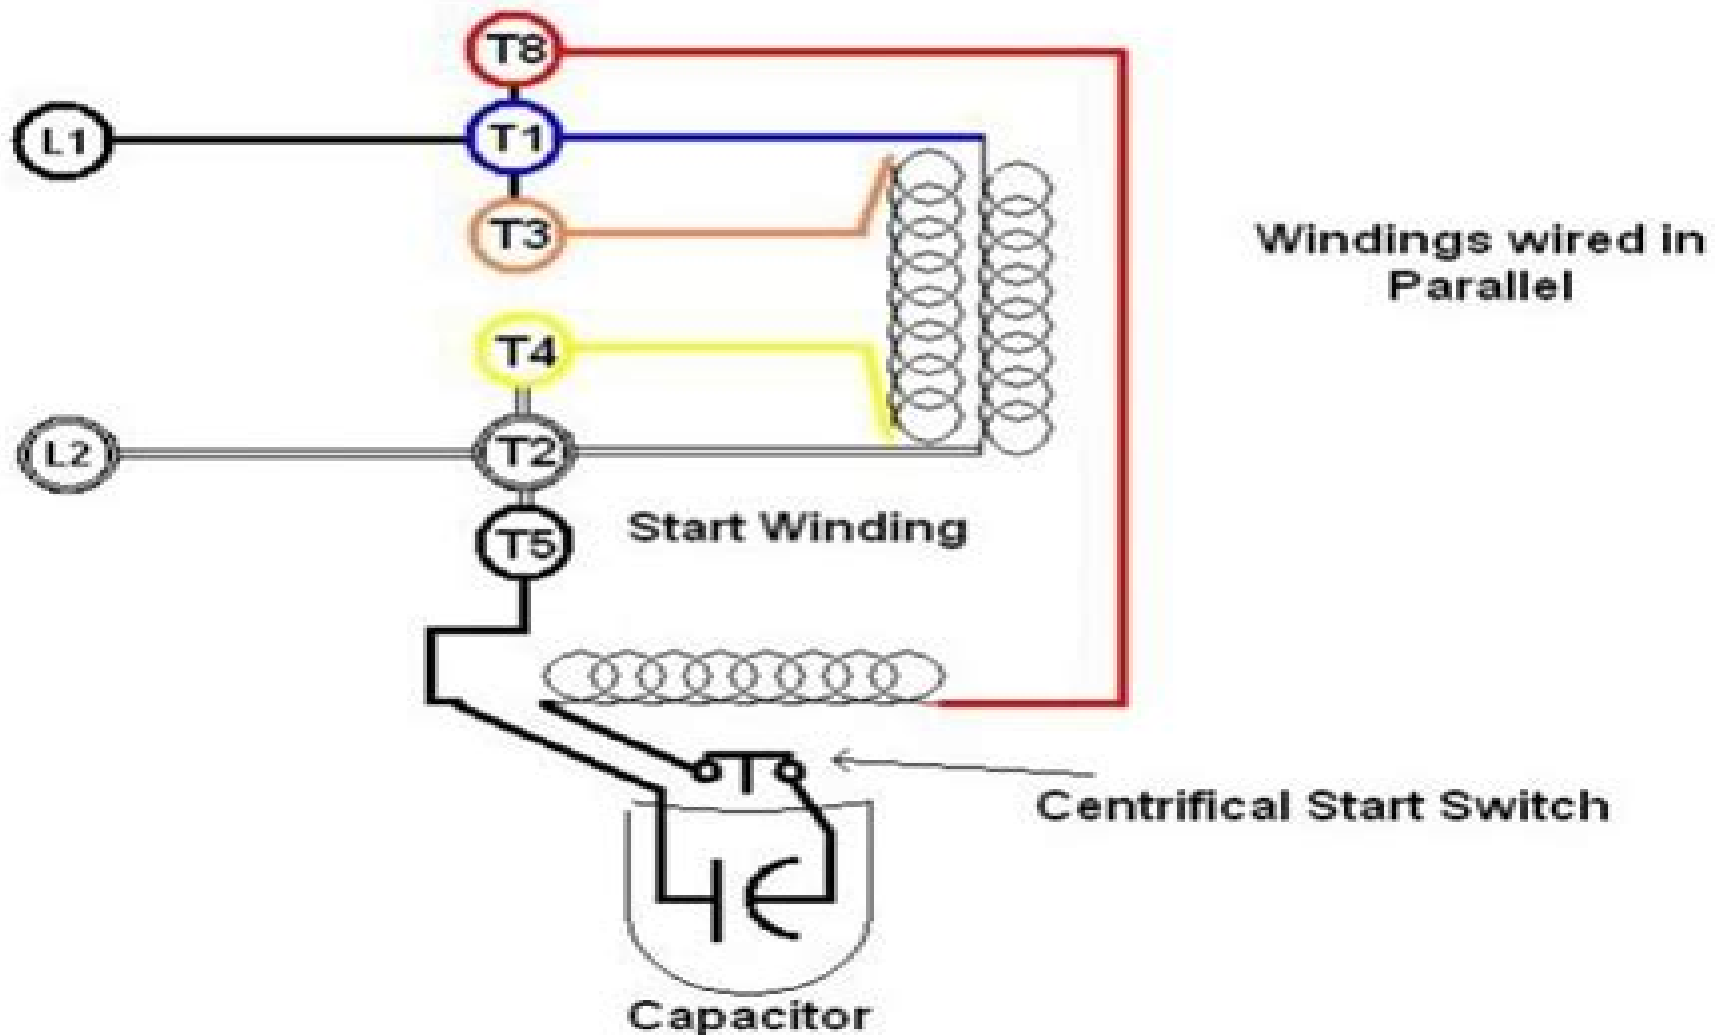 T8
L1
T1
T3
Windings wired in
Parallel
T4
L2
T2
T5
Start Winding
Centrifical Start Switch
Capacitor